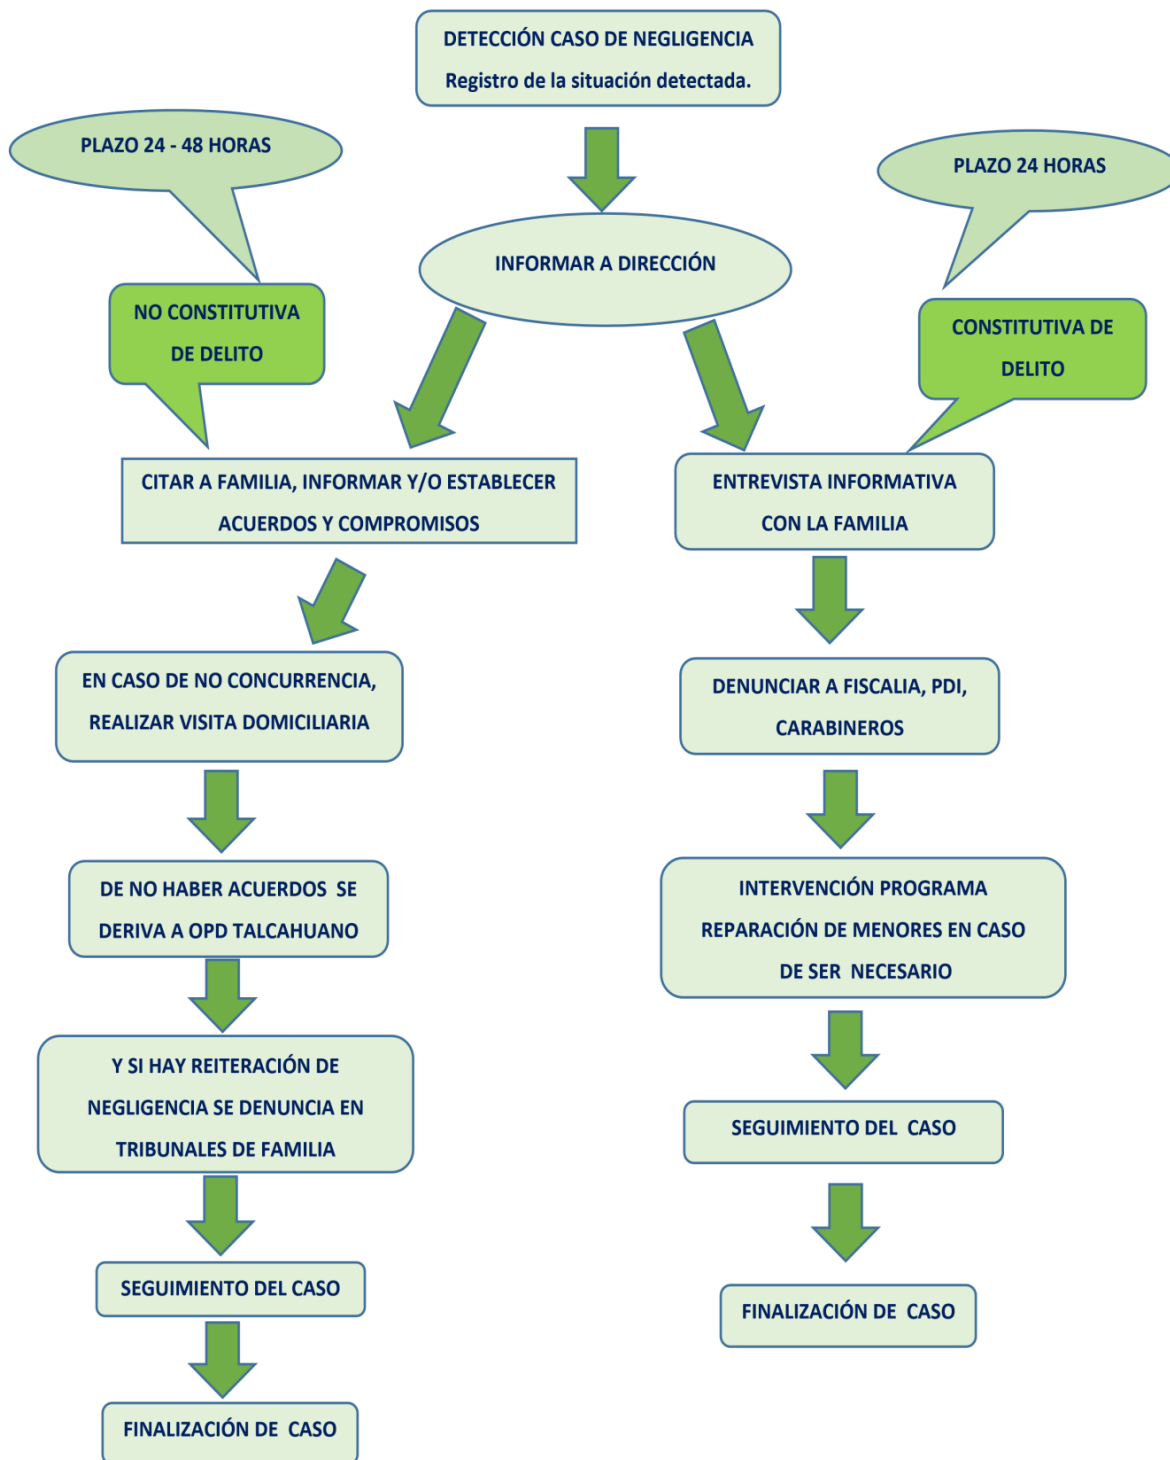 DETECCIÓN CASO DE NEGLIGENCIA
Registro de la situación detectada.
PLAZO 24 - 48 HORAS
PLAZO 24 HORAS
INFORMAR A DIRECCIÓN
NO CONSTITUTIVA
DE DELITO
CONSTITUTIVA DE
DELITO
CITAR A FAMILIA, INFORMAR Y/O ESTABLECER
ACUERDOS Y COMPROMISOS
ENTREVISTA INFORMATIVA
CON LA FAMILIA
EN CASO DE NO CONCURRENCIA,
REALIZAR VISITA DOMICILIARIA
DENUNCIAR A FISCALIA, PDI,
CARABINEROS
DE NO HABER ACUERDOS SE
DERIVA A OPD TALCAHUANO
INTERVENCIÓN PROGRAMA
REPARACIÓN DE MENORES EN CASO
DE SER NECESARIO
Y SI HAY REITERACIÓN DE
NEGLIGENCIA SE DENUNCIA EN
TRIBUNALES DE FAMILIA
SEGUIMIENTO DEL CASO
SEGUIMIENTO DEL CASO
FINALIZACIÓN DE CASO
FINALIZACIÓN DE CASO